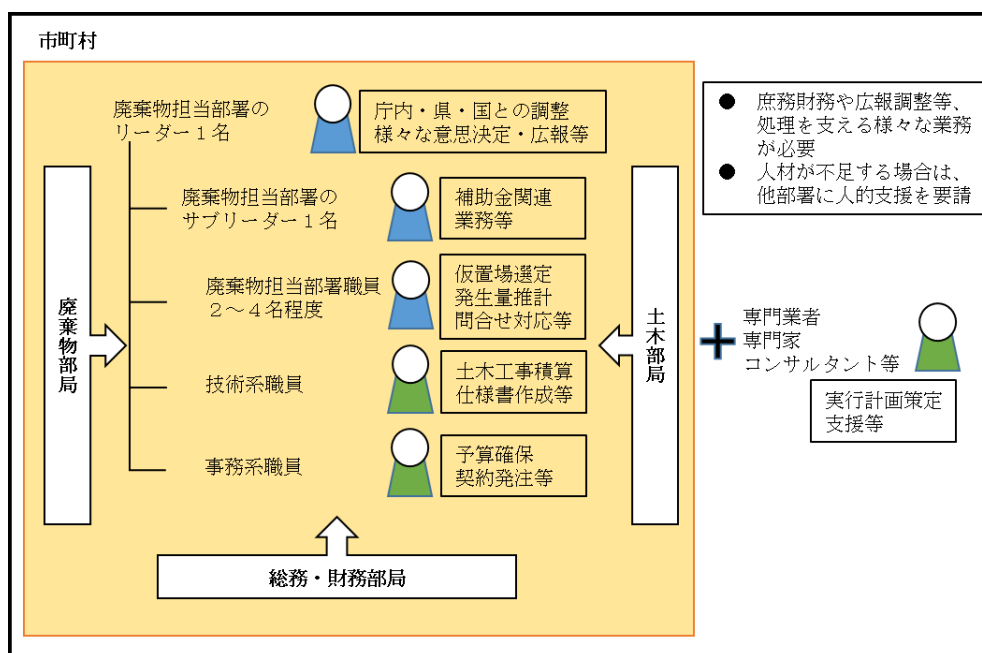 市町村
廃棄物担当部署の
リーダー１名
庁内・県・国との調整
様々な意思決定・広報等
廃棄物担当部署の
サブリーダー１名
補助金関連
業務等
廃棄物担当部署職員
２～４名程度
仮置場選定
発生量推計
問合せ対応等
技術系職員
土木工事積算
仕様書作成等
事務系職員
予算確保
契約発注等
廃棄物部局
土木部局
総務・財務部局
● 庶務財務や広報調整等、
処理を支える様々な業務
が必要
● 人材が不足する場合は、
他部署に人的支援を要請
専門業者
専門家
コンサルタント等
実行計画策定
支援等